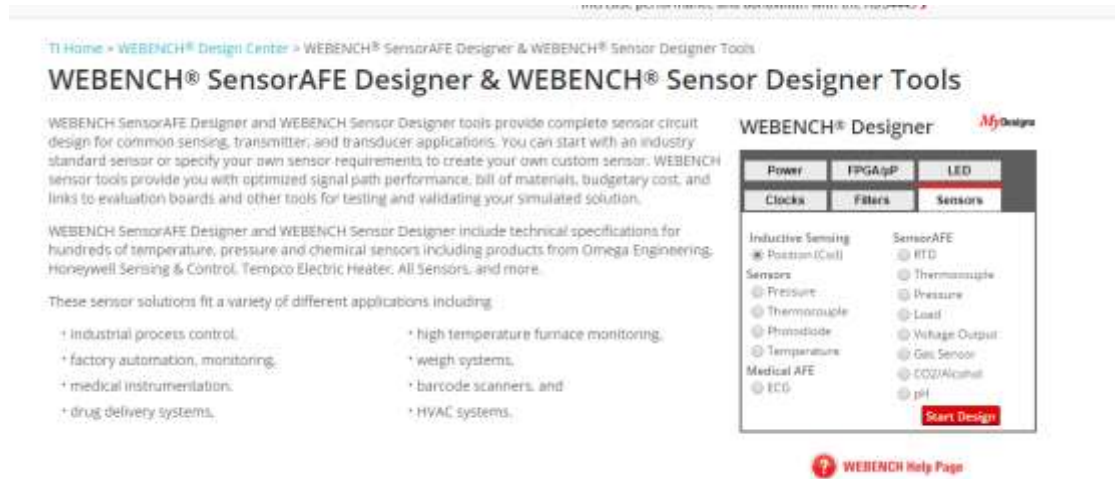 TI Home > WEBENCH® Design Center > WEBENCH® SensorAFE Designer & WEBENCH® Sensor Designer Tools
WEBENCH® SensorAFE Designer & WEBENCH® Sensor Designer Tools
WEBENCH SensorAFE Designer and WEBENCH Sensor Designer tools provide complete sensor circuit
design for common sensing, transmitter, and transducer applications. You can start with an industry
standard sensor or specify your own sensor requirements to create your own custom sensor. WEBENCH
sensor tools provide you with optimized signal path performance, bill of materials, budgetary cost, and
links to evaluation boards and other tools for testing and validating your simulated solution.
WEBENCH SensorAFE Designer and WEBENCH Sensor Designer include technical specifications for
hundreds of temperature, pressure and chemical sensors including products from Omega Engineering,
Honeywell Sensing & Control, Tempco Electric Heater, All Sensors, and more.
These sensor solutions fit a variety of different applications including
• industrial process control,
• factory automation, monitoring,
• medical instrumentation,
• drug delivery systems,
• high temperature furnace monitoring,
• weigh systems,
• barcode scanners, and
• HVAC systems.
WEBENCH® Designer
MyDesigns
Power FPGA/µP LED
Clocks Filters Sensors
Inductive Sensing
Position (Coil)
Sensors
Pressure
Thermocouple
Photodiode
Temperature
Medical AFE
ECG
SensorAFE
RTD
Thermocouple
Pressure
Load
Voltage Output
Gas Sensor
CO2/Alcohol
pH
Start Design
? WEBENCH Help Page